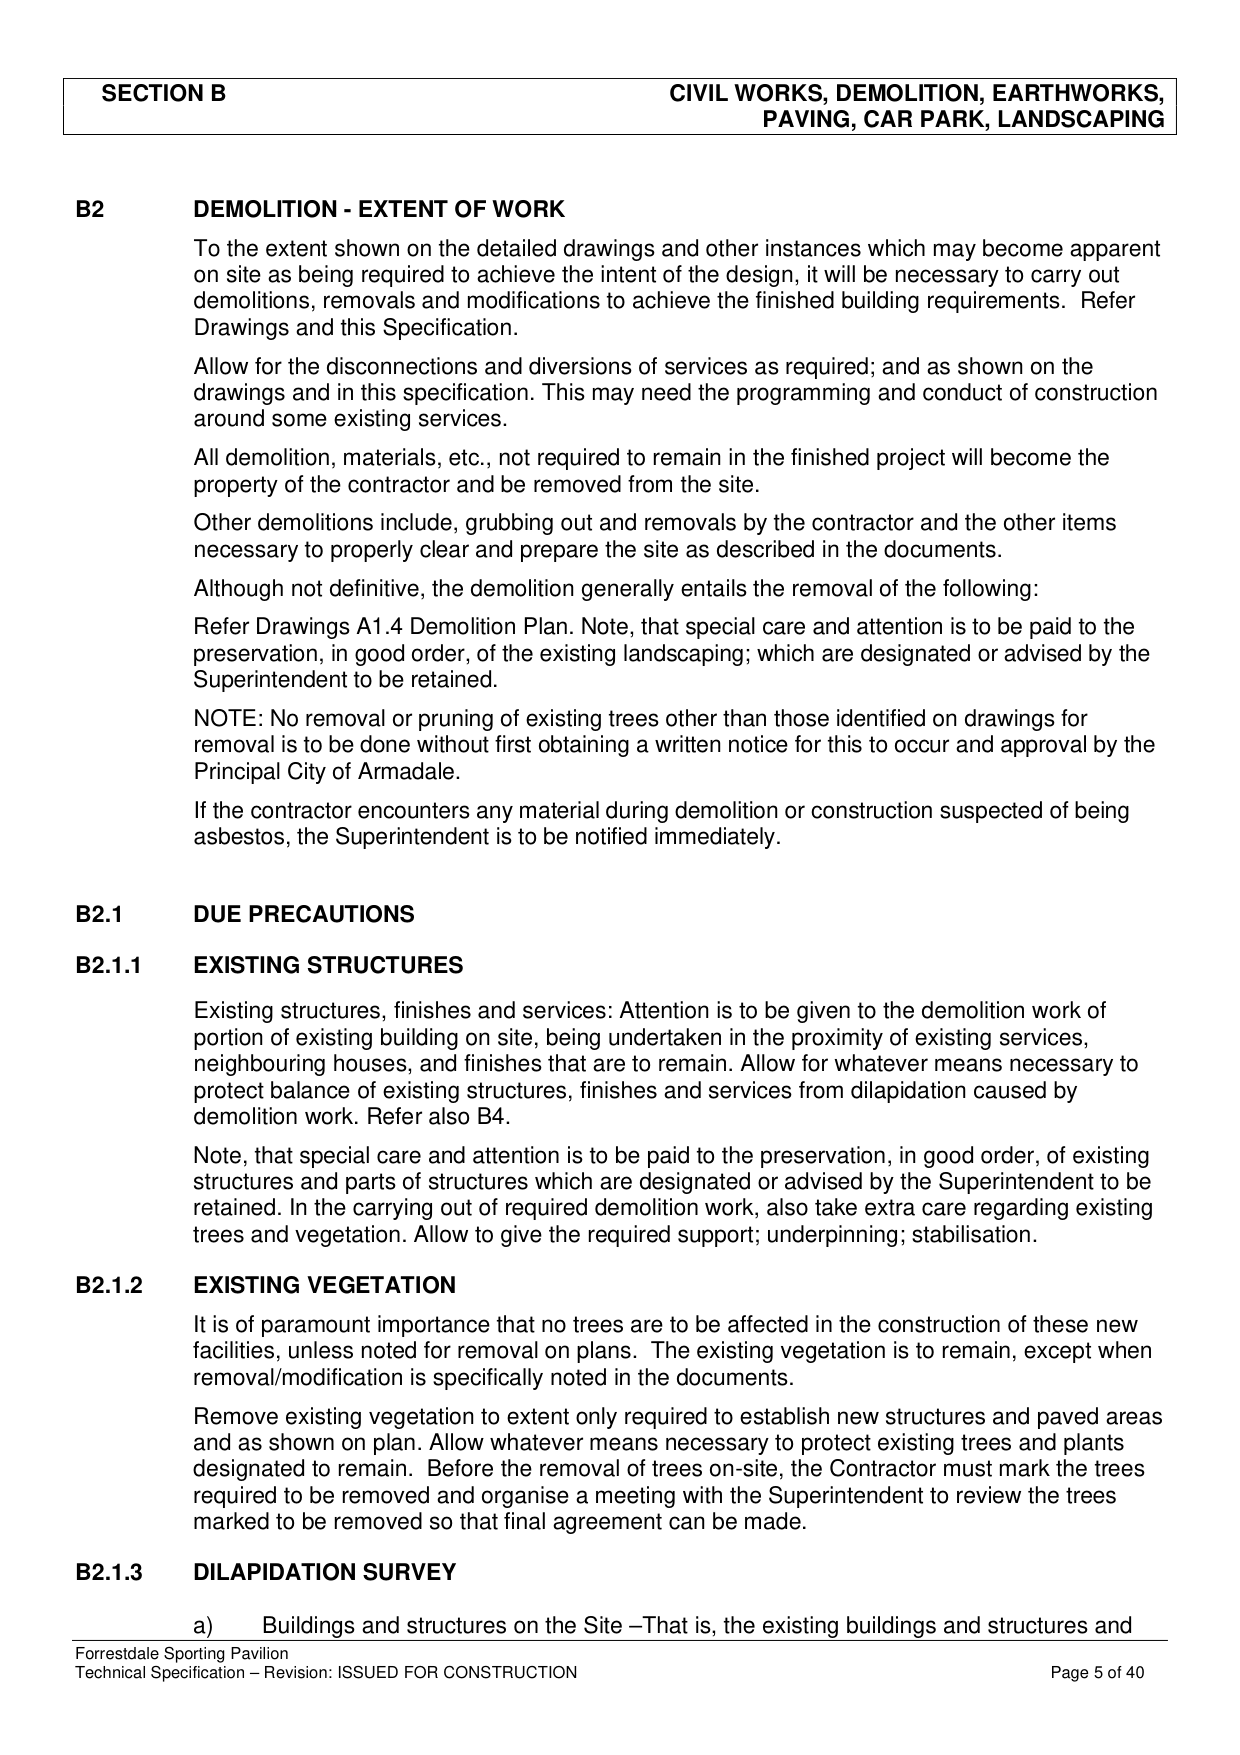 SECTION B CIVIL WORKS, DEMOLITION, EARTHWORKS,
PAVING, CAR PARK, LANDSCAPING
B2 DEMOLITION - EXTENT OF WORK
To the extent shown on the detailed drawings and other instances which may become apparent
on site as being required to achieve the intent of the design, it will be necessary to carry out
demolitions, removals and modifications to achieve the finished building requirements.  Refer
Drawings and this Specification.
Allow for the disconnections and diversions of services as required; and as shown on the
drawings and in this specification. This may need the programming and conduct of construction
around some existing services.
All demolition, materials, etc., not required to remain in the finished project will become the
property of the contractor and be removed from the site.
Other demolitions include, grubbing out and removals by the contractor and the other items
necessary to properly clear and prepare the site as described in the documents.
Although not definitive, the demolition generally entails the removal of the following:
Refer Drawings A1.4 Demolition Plan. Note, that special care and attention is to be paid to the
preservation, in good order, of the existing landscaping; which are designated or advised by the
Superintendent to be retained.
NOTE: No removal or pruning of existing trees other than those identified on drawings for
removal is to be done without first obtaining a written notice for this to occur and approval by the
Principal City of Armadale.
If the contractor encounters any material during demolition or construction suspected of being
asbestos, the Superintendent is to be notified immediately.
B2.1 DUE PRECAUTIONS
B2.1.1 EXISTING STRUCTURES
Existing structures, finishes and services: Attention is to be given to the demolition work of
portion of existing building on site, being undertaken in the proximity of existing services,
neighbouring houses, and finishes that are to remain. Allow for whatever means necessary to
protect balance of existing structures, finishes and services from dilapidation caused by
demolition work. Refer also B4.
Note, that special care and attention is to be paid to the preservation, in good order, of existing
structures and parts of structures which are designated or advised by the Superintendent to be
retained. In the carrying out of required demolition work, also take extra care regarding existing
trees and vegetation. Allow to give the required support; underpinning; stabilisation.
B2.1.2 EXISTING VEGETATION
It is of paramount importance that no trees are to be affected in the construction of these new
facilities, unless noted for removal on plans.  The existing vegetation is to remain, except when
removal/modification is specifically noted in the documents.
Remove existing vegetation to extent only required to establish new structures and paved areas
and as shown on plan. Allow whatever means necessary to protect existing trees and plants
designated to remain.  Before the removal of trees on-site, the Contractor must mark the trees
required to be removed and organise a meeting with the Superintendent to review the trees
marked to be removed so that final agreement can be made.
B2.1.3 DILAPIDATION SURVEY
a) Buildings and structures on the Site –That is, the existing buildings and structures and
Forrestdale Sporting Pavilion
Technical Specification – Revision: ISSUED FOR CONSTRUCTION Page 5 of 40